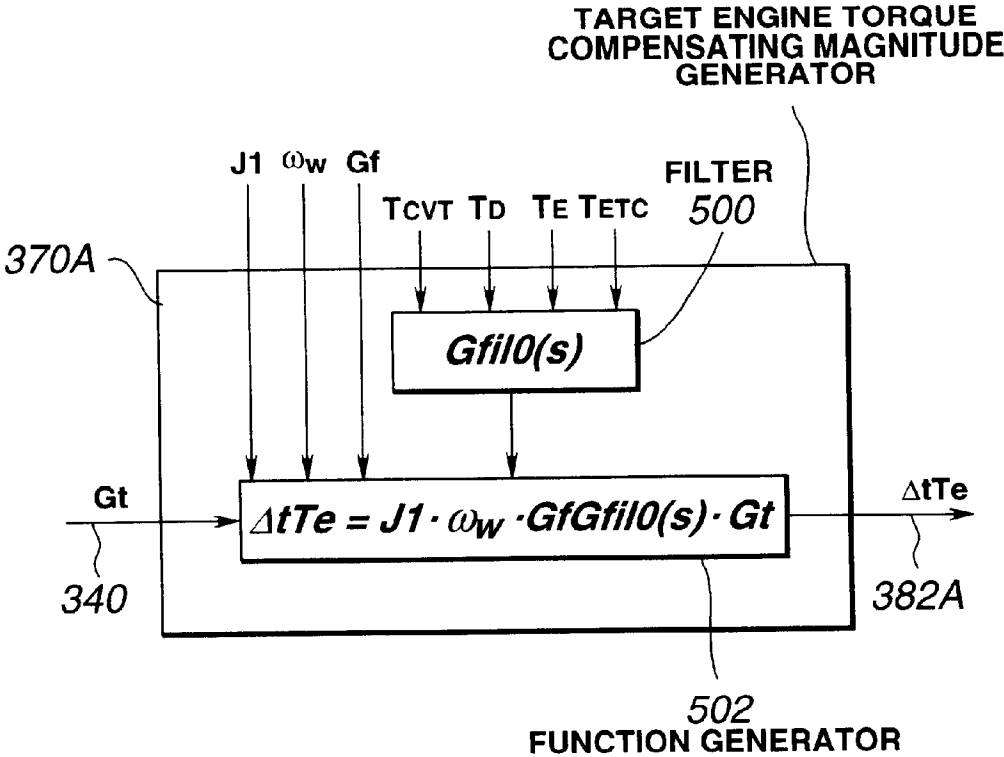 TARGET ENGINE TORQUE
COMPENSATING MAGNITUDE
GENERATOR
J1 ωw Gf
FILTER
500
TCVT TD TE TETC
370A
Gfil0(s)
Gt
ΔtTe
ΔtTe = J1·ωw·GfGfil0(s)·Gt
340
382A
502
FUNCTION GENERATOR